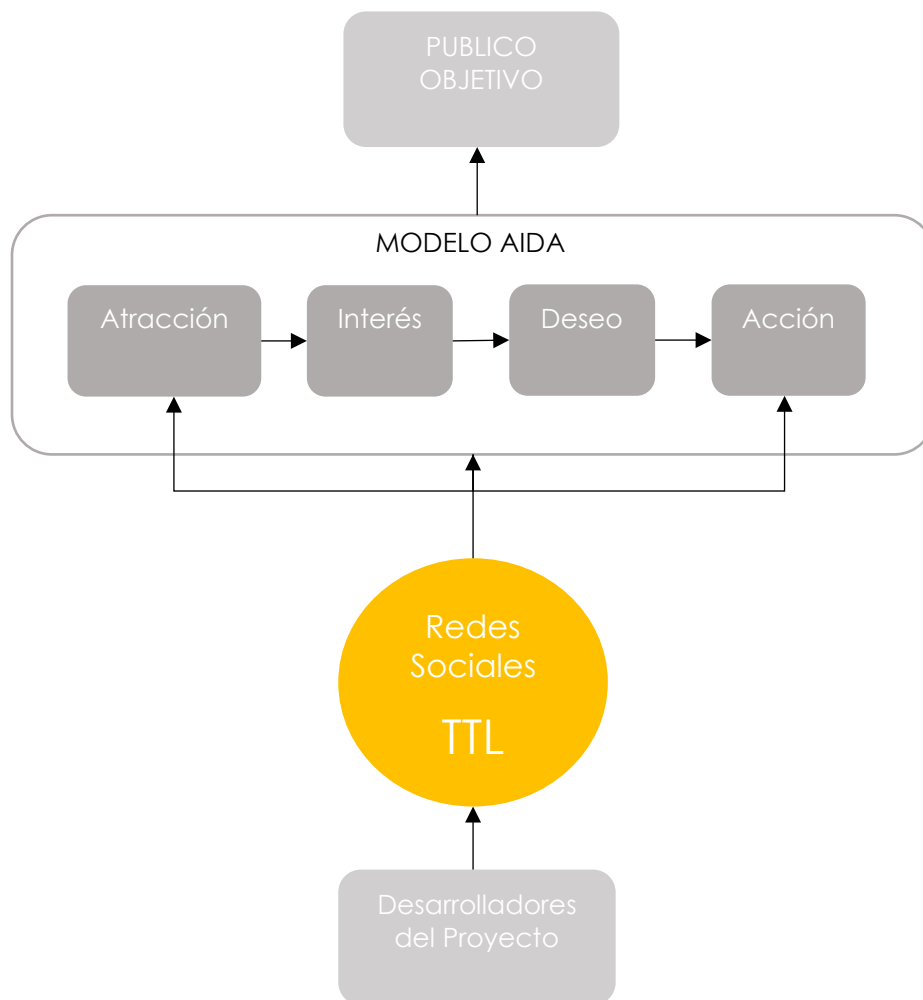 PUBLICO
OBJETIVO
MODELO AIDA
Atracción
Interés
Deseo
Acción
Redes
Sociales
TTL
Desarrolladores
del Proyecto